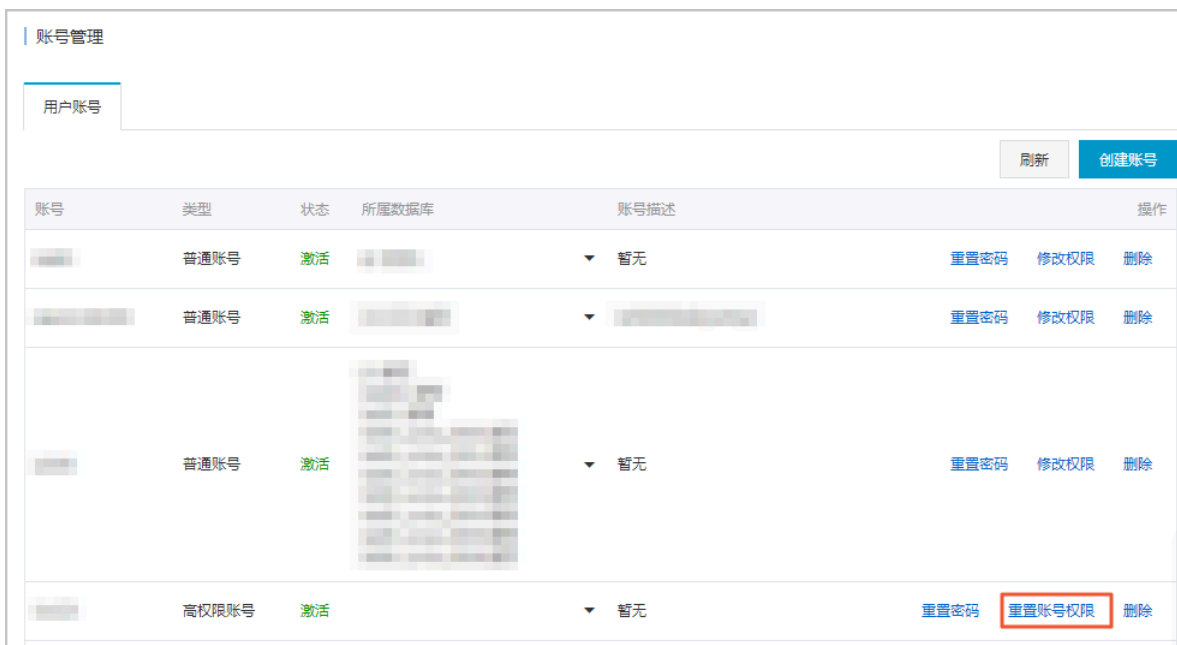 账号管理
用户账号
刷新 创建账号
账号 类型 状态 所属数据库 账号描述 操作
普通账号 激活 暂无 重置密码 修改权限 删除
普通账号 激活 重置密码 修改权限 删除
普通账号 激活 暂无 重置密码 修改权限 删除
高权限账号 激活 暂无 重置密码 重置账号权限 删除